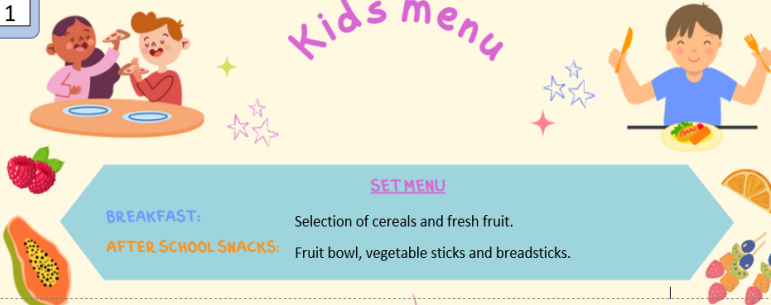 1
Kids menu
SET MENU
BREAKFAST: Selection of cereals and fresh fruit.
AFTER SCHOOL SNACKS: Fruit bowl, vegetable sticks and breadsticks.